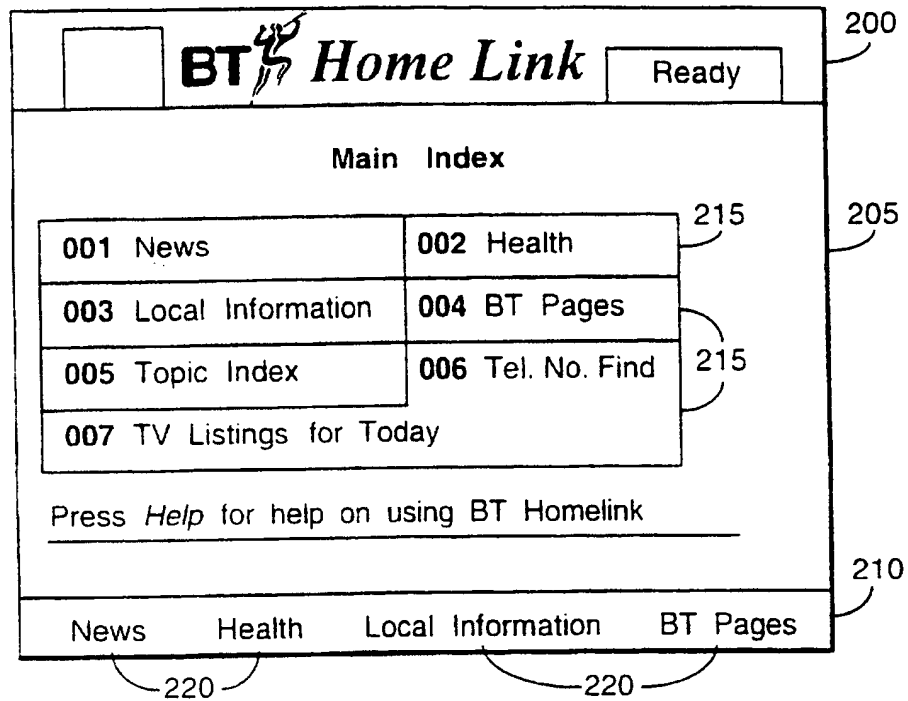 BT Home Link Ready 200
Main Index
215 205
001 News 002 Health
003 Local Information 004 BT Pages
005 Topic Index 006 Tel. No. Find 215
007 TV Listings for Today
Press Help for help on using BT Homelink
210
News Health Local Information BT Pages
220 220